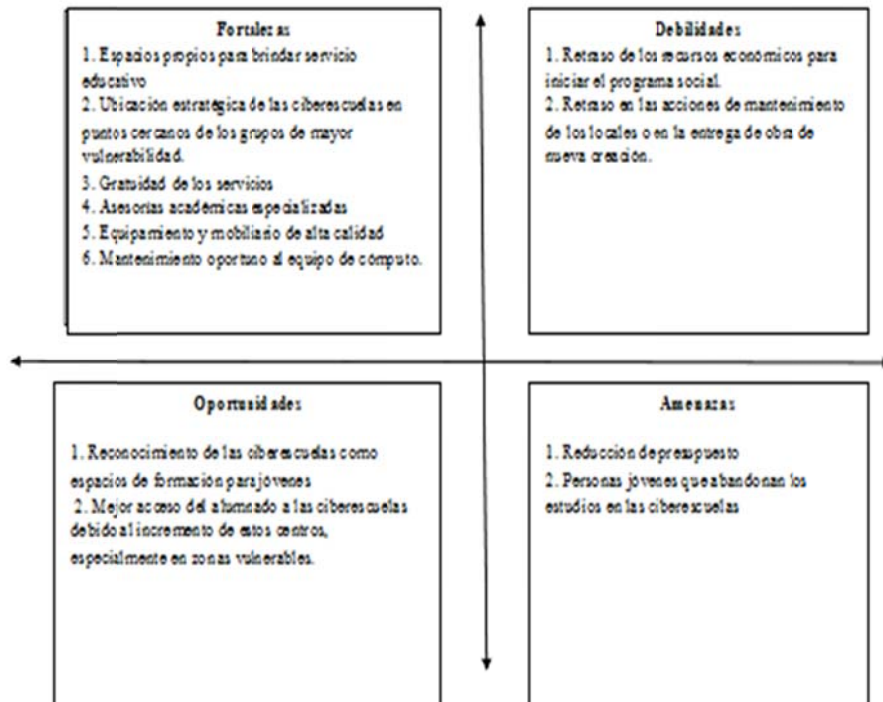 Fortalezas
1. Espacios propios para brindar servicio
educativo
2. Ubicación estratégica de las ciberescuelas en
puntos cercanos de los grupos de mayor
vulnerabilidad.
3. Gratuidad de los servicios
4. Asesorías académicas especializadas
5. Equipamiento y mobiliario de alta calidad
6. Mantenimiento oportuno al equipo de cómputo.
Debilidades
1. Retraso de los recursos económicos para
iniciar el programa social.
2. Retraso en las acciones de mantenimiento
de los locales o en la entrega de obra de
nueva creación.
Oportunidades
1. Reconocimiento de las ciberescuelas como
espacios de formación para jóvenes
2. Mejor acceso del alumnado a las ciberescuelas
debido al incremento de estos centros,
especialmente en zonas vulnerables.
Amenazas
1. Reducción de presupuesto
2. Personas jóvenes que abandonan los
estudios en las ciberescuelas